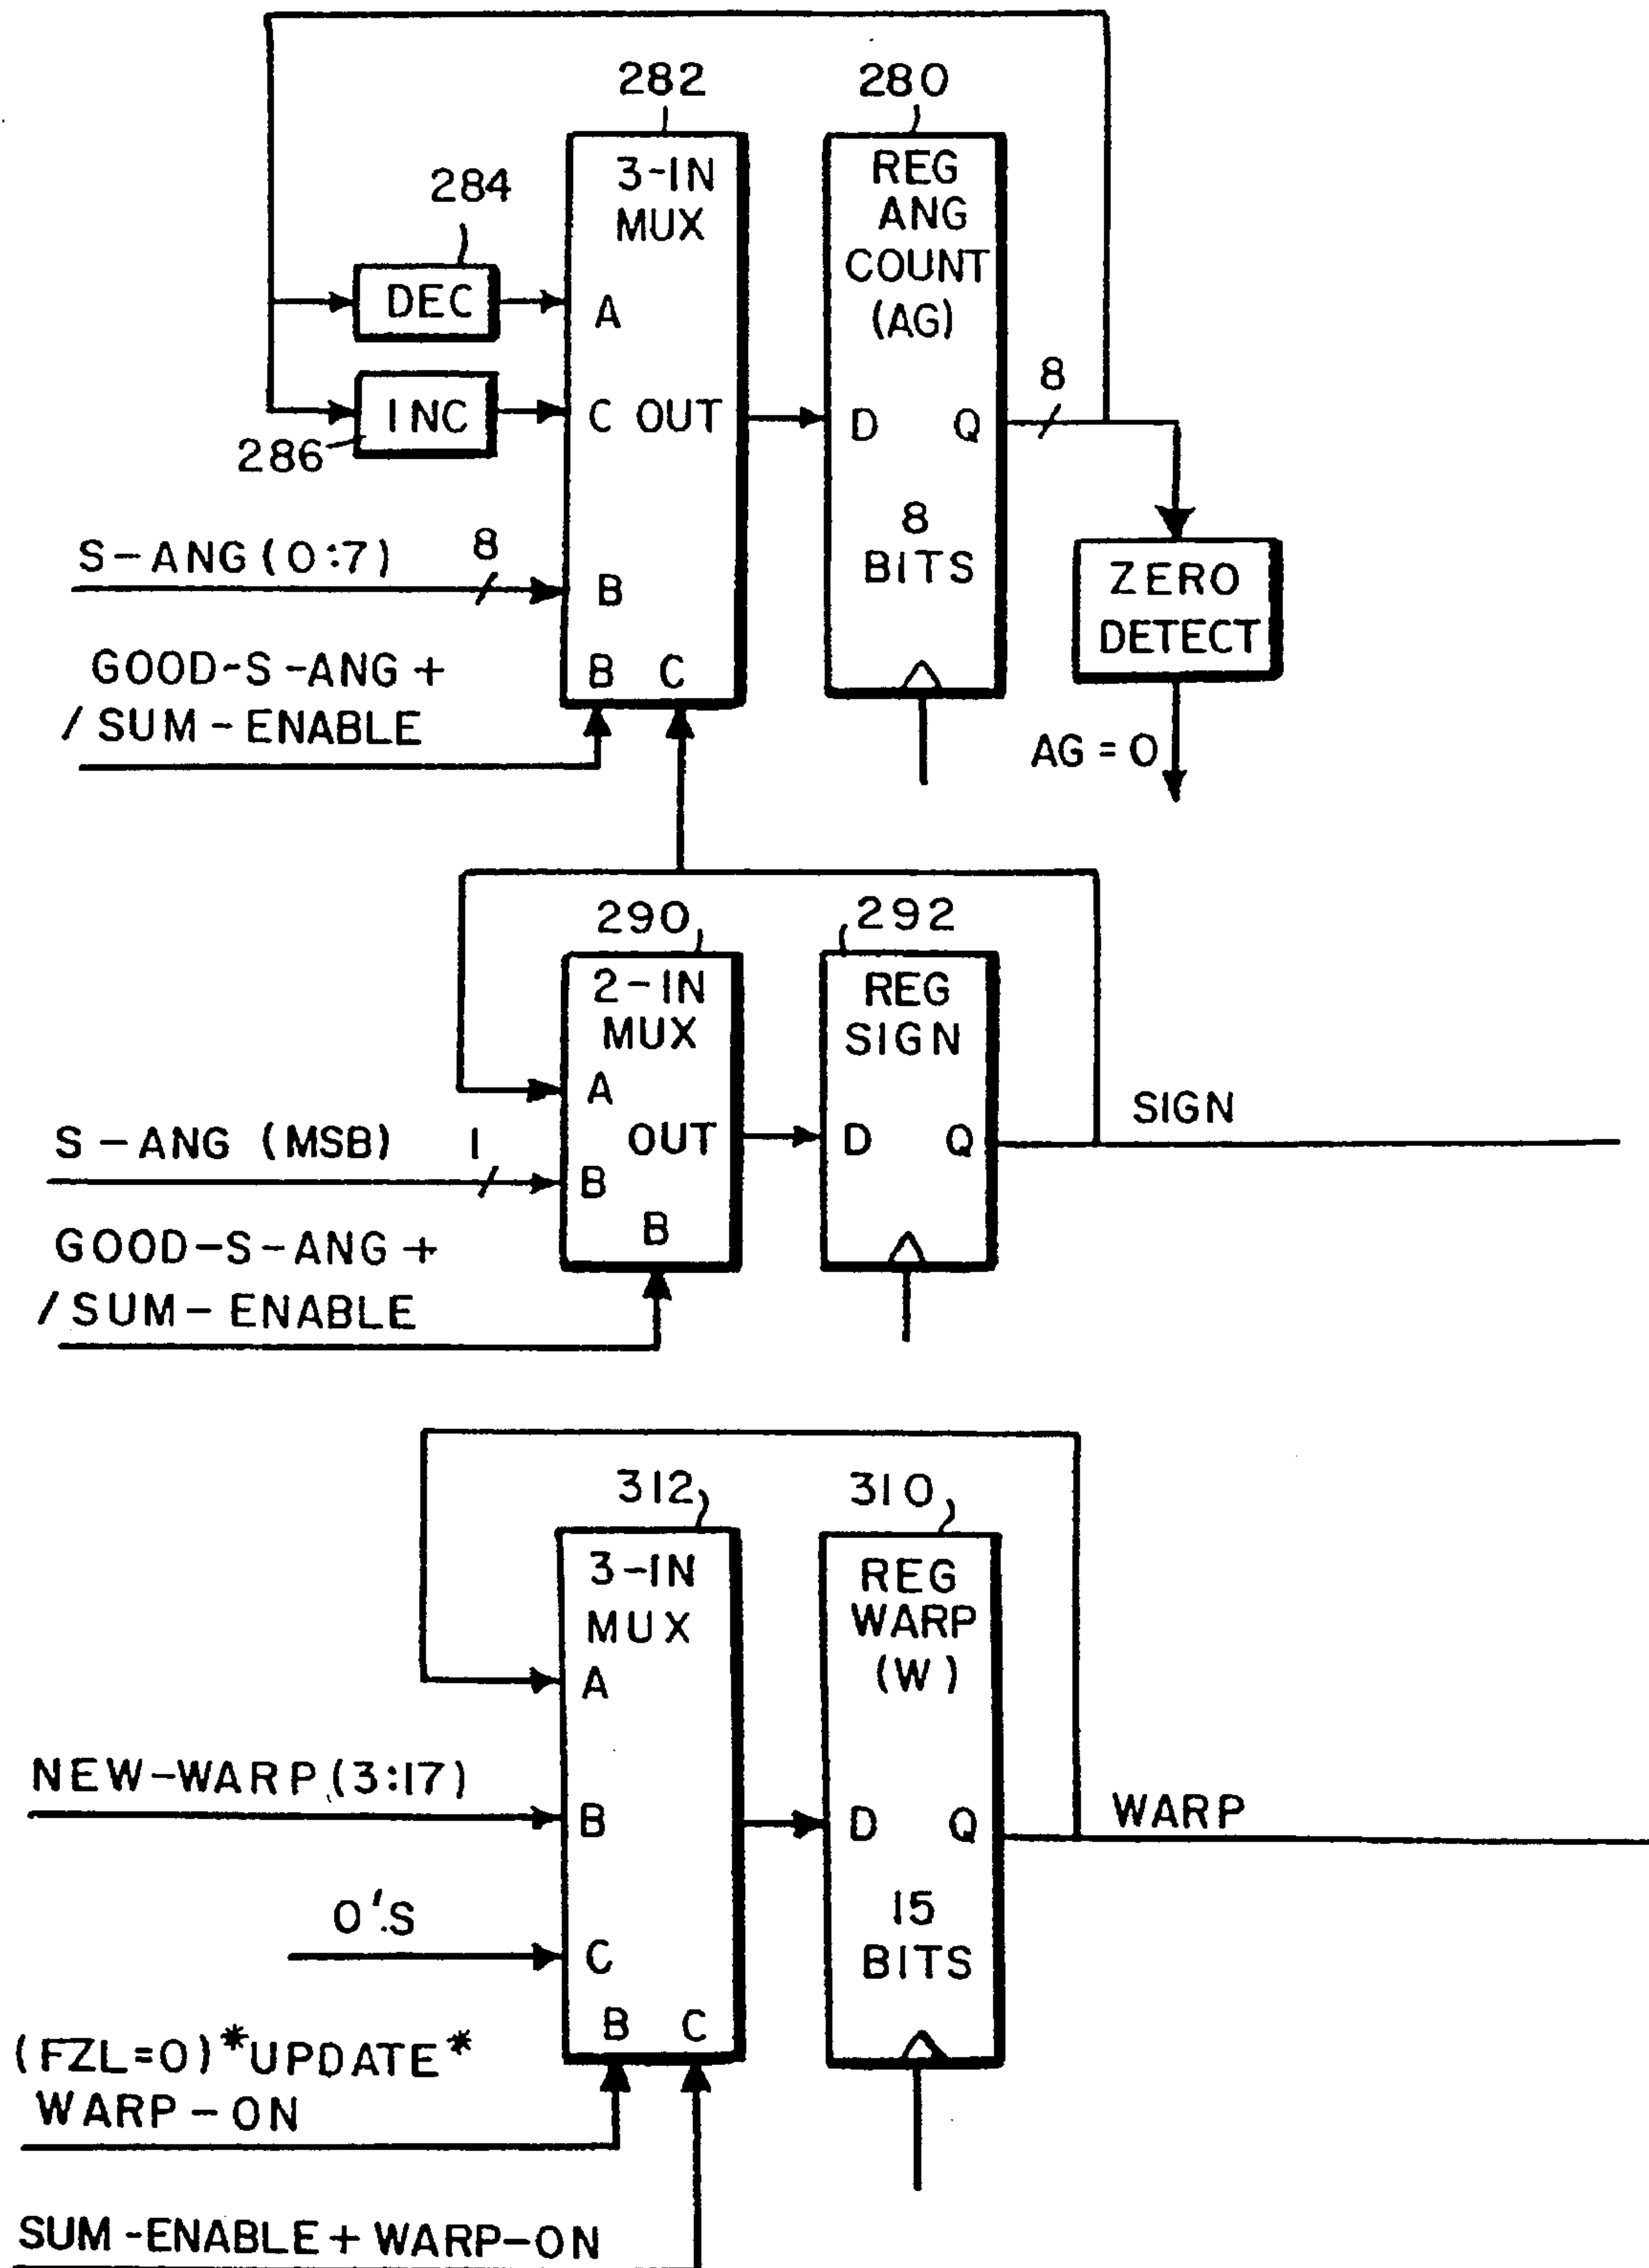 282
280
284
3-IN
MUX
REG
ANG
COUNT
(AG)
DEC
A
INC
C OUT
286
8
D Q
8
BITS
S-ANG(0:7) 8
B
ZERO
DETECT
GOOD-S-ANG+
/SUM-ENABLE
B C
AG=0
290
292
2-IN
MUX
REG
SIGN
A
OUT
D Q
SIGN
S-ANG (MSB) 1
B
B
GOOD-S-ANG+
/SUM-ENABLE
312
310
3-IN
MUX
REG
WARP
(W)
A
NEW-WARP(3:17)
B
D Q
WARP
15
BITS
0'S
C
B C
(FZL=0)*UPDATE*
WARP-ON
SUM-ENABLE+WARP-ON